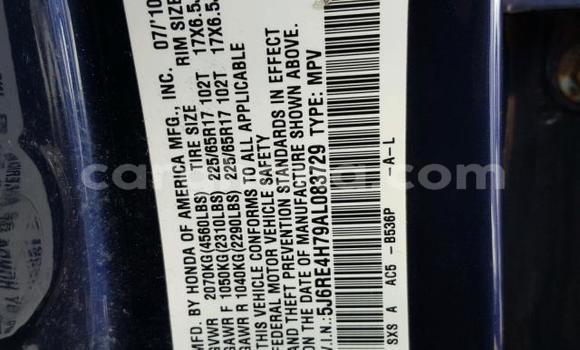 MFD. BY HONDA OF AMERICA MFG., INC. 07/10
GVWR 2070KG(4560LBS) TIRE SIZE RIM SIZE
GAWR F 1050KG(2310LBS) 225/65R17 102T 17X6.5
GAWR R 1040KG(2290LBS) 225/65R17 102T 17X6.5
THIS VEHICLE CONFORMS TO ALL APPLICABLE
FEDERAL MOTOR VEHICLE SAFETY
AND THEFT PREVENTION STANDARDS IN EFFECT
ON THE DATE OF MANUFACTURE SHOWN ABOVE.
V.I.N.: 5J6RE4H79AL083729 TYPE: MPV
SXS A AC5 B536P -A-L